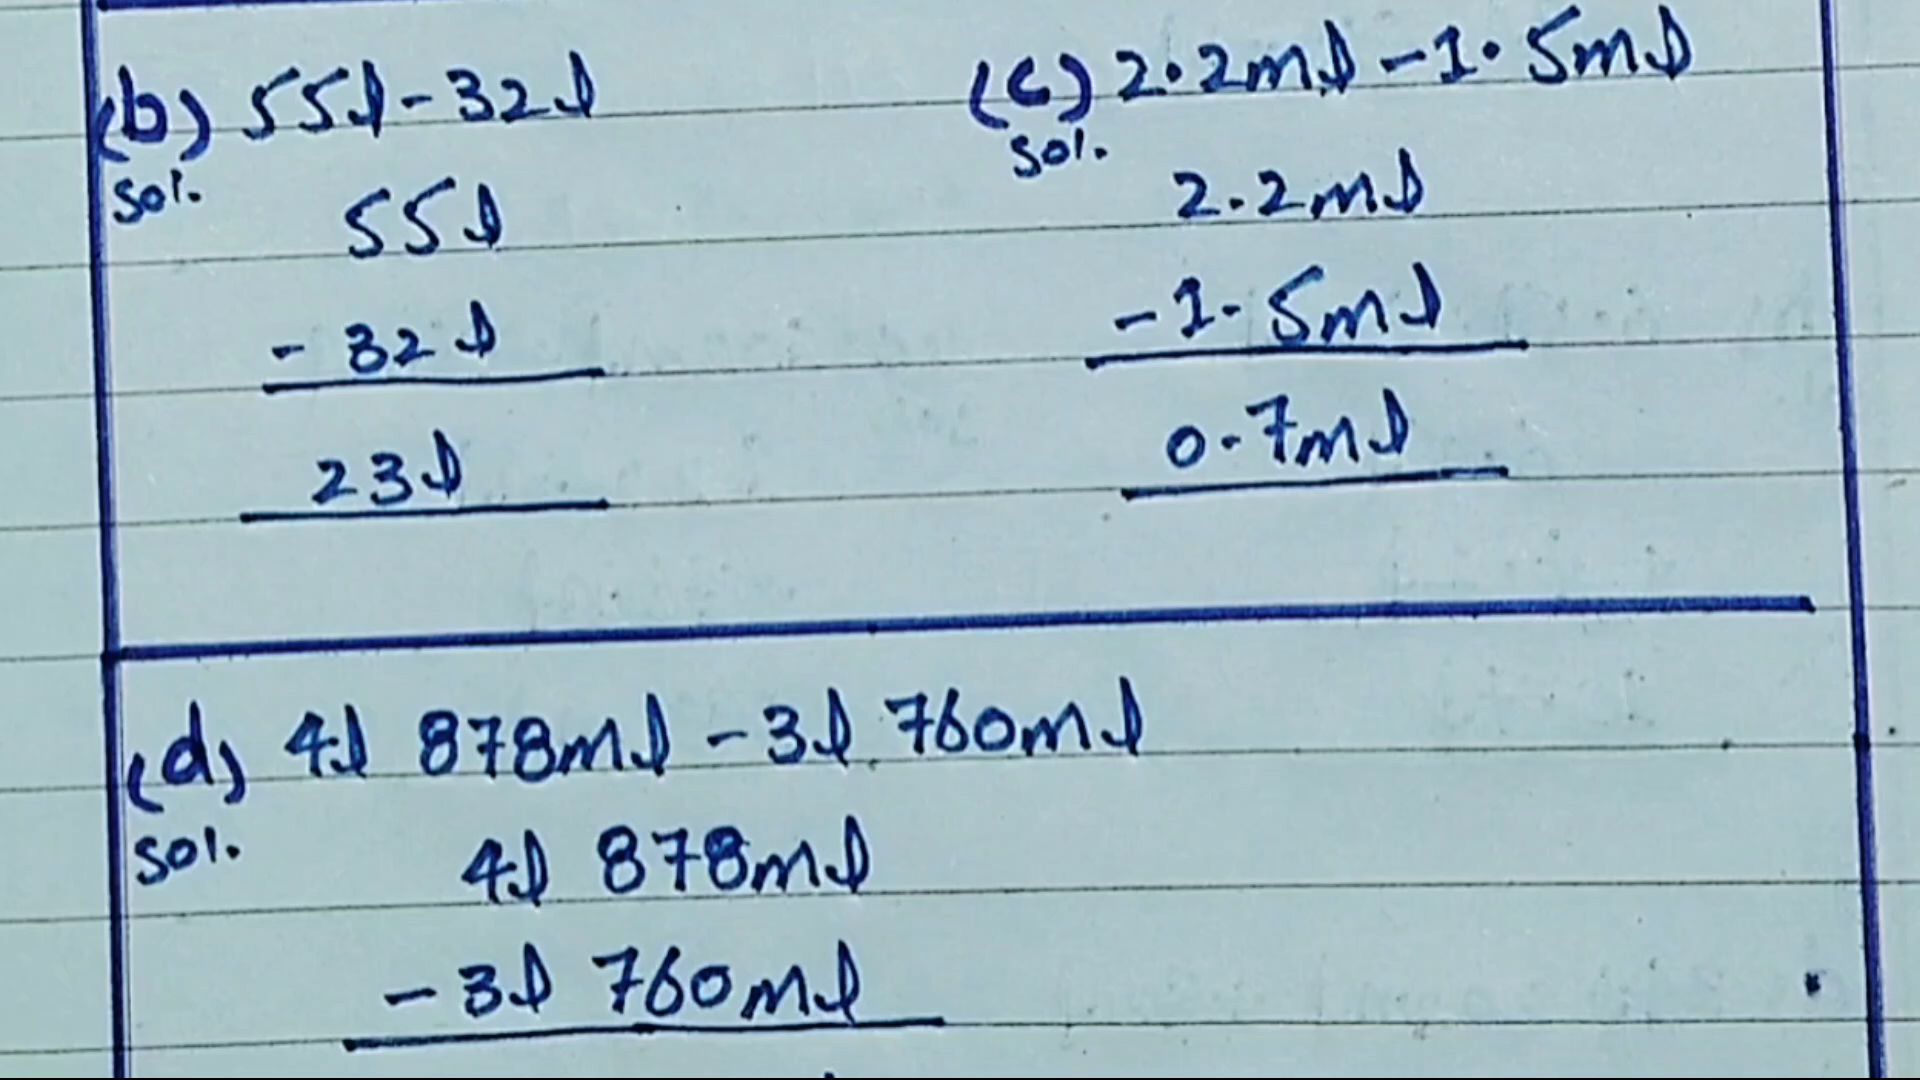 (b) 55l - 32l
sol.
55l
- 32l
23l
(c) 2.2ml - 1.5ml
sol.
2.2ml
- 1.5ml
0.7ml
(d) 4l 878ml - 3l 760ml
sol.
4l 878ml
- 3l 760ml